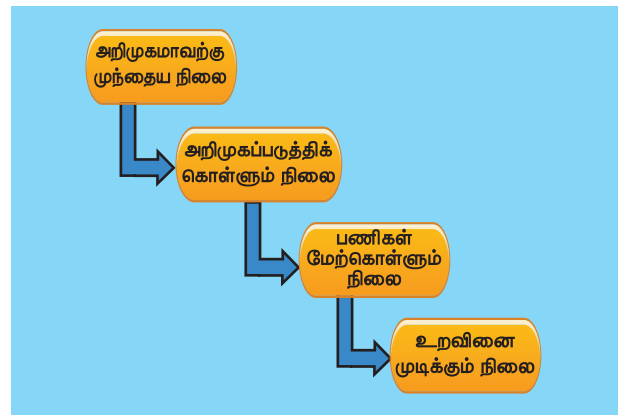 அறிமுகமாவற்கு
முந்தைய நிலை
அறிமுகப்படுத்திக்
கொள்ளும் நிலை
பணிகள்
மேற்கொள்ளும்
நிலை
உறவினை
முடிக்கும் நிலை